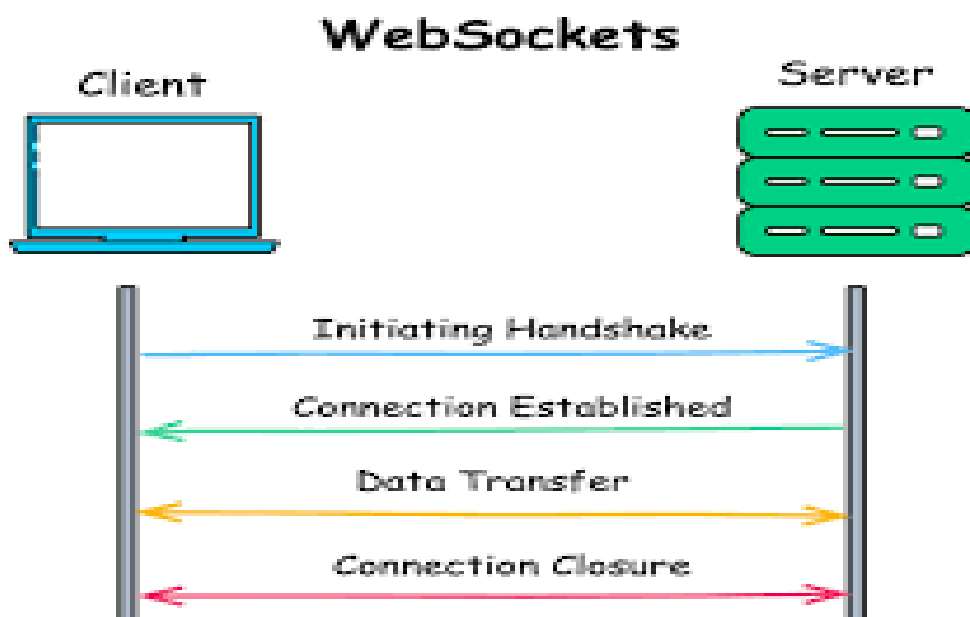 WebSockets
Client
Server
Initiating Handshake
Connection Established
Data Transfer
Connection Closure